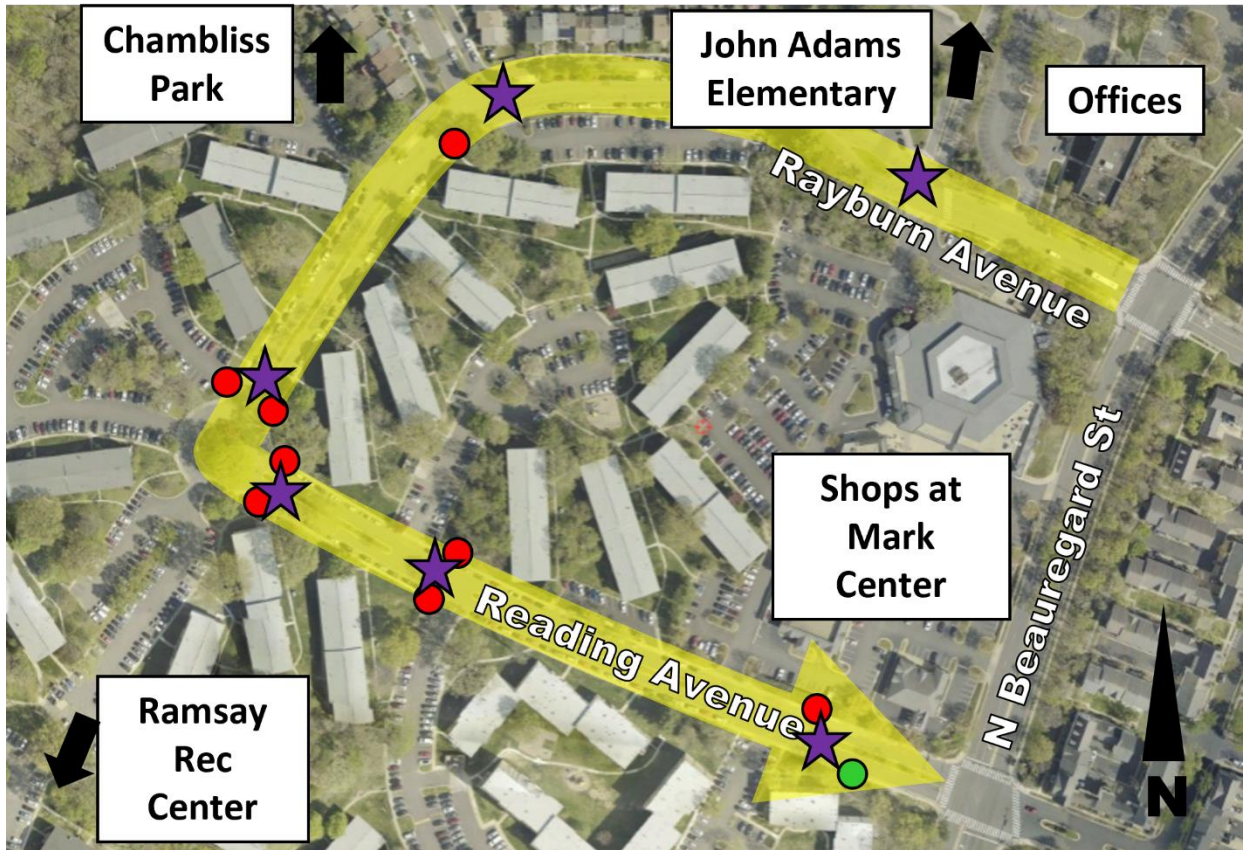 Chambliss
Park
John Adams
Elementary
Offices
Rayburn Avenue
Shops at
Mark
Center
N Beauregard St
Reading Avenue
Ramsay
Rec
Center
N